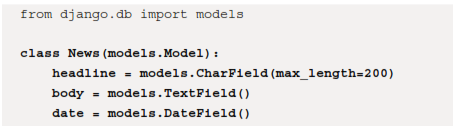 from django.db import models
class News(models.Model):
    headline = models.CharField(max_length=200)
    body = models.TextField()
    date = models.DateField()